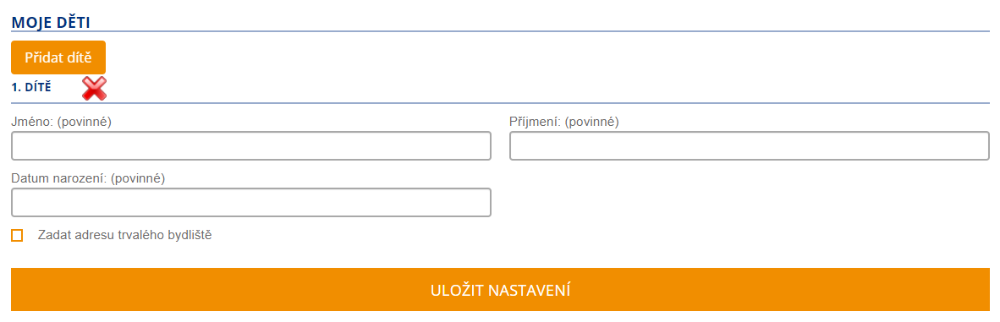 MOJE DĚTI
Přidat dítě
1. DÍTĚ
Jméno: (povinné)
Příjmení: (povinné)
Datum narození: (povinné)
Zadat adresu trvalého bydliště
ULOŽIT NASTAVENÍ